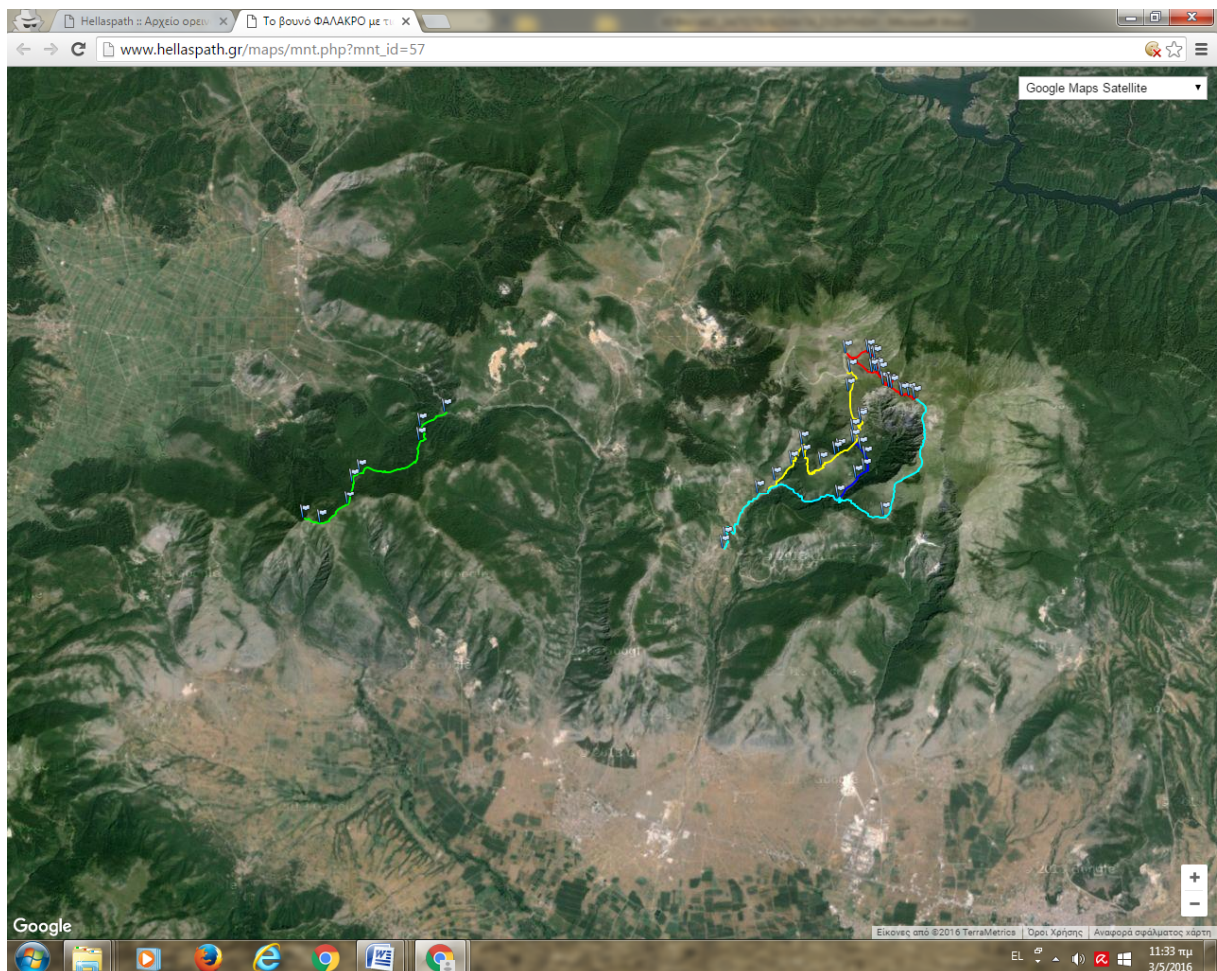 Hellaspath :: Αρχείο ορειν
Το βουνό ΦΑΛΑΚΡΟ με τι
www.hellaspath.gr/maps/mnt.php?mnt_id=57
Google Maps Satellite
+
−
Google
Εικόνες από ©2016 TerraMetrics
Όροι Χρήσης
Αναφορά σφάλματος χάρτη
EL
11:33 πμ
3/5/2016